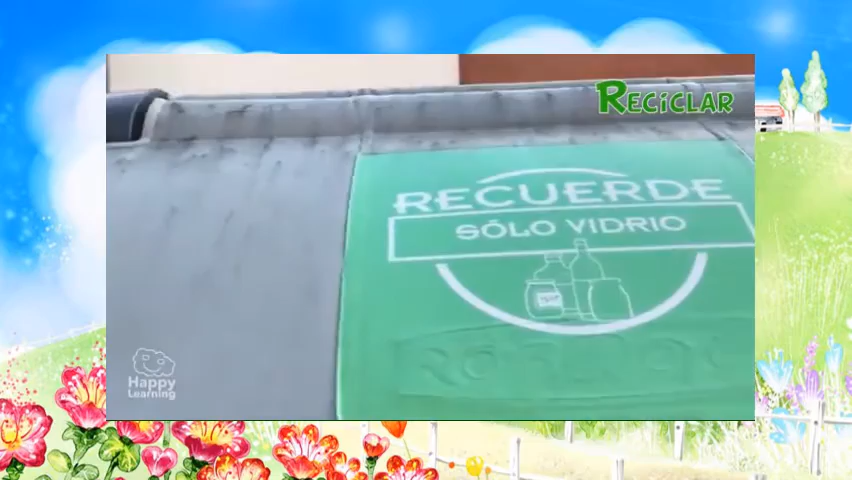 RECICLAR
RECUERDE
SÓLO VIDRIO
Happy
Learning